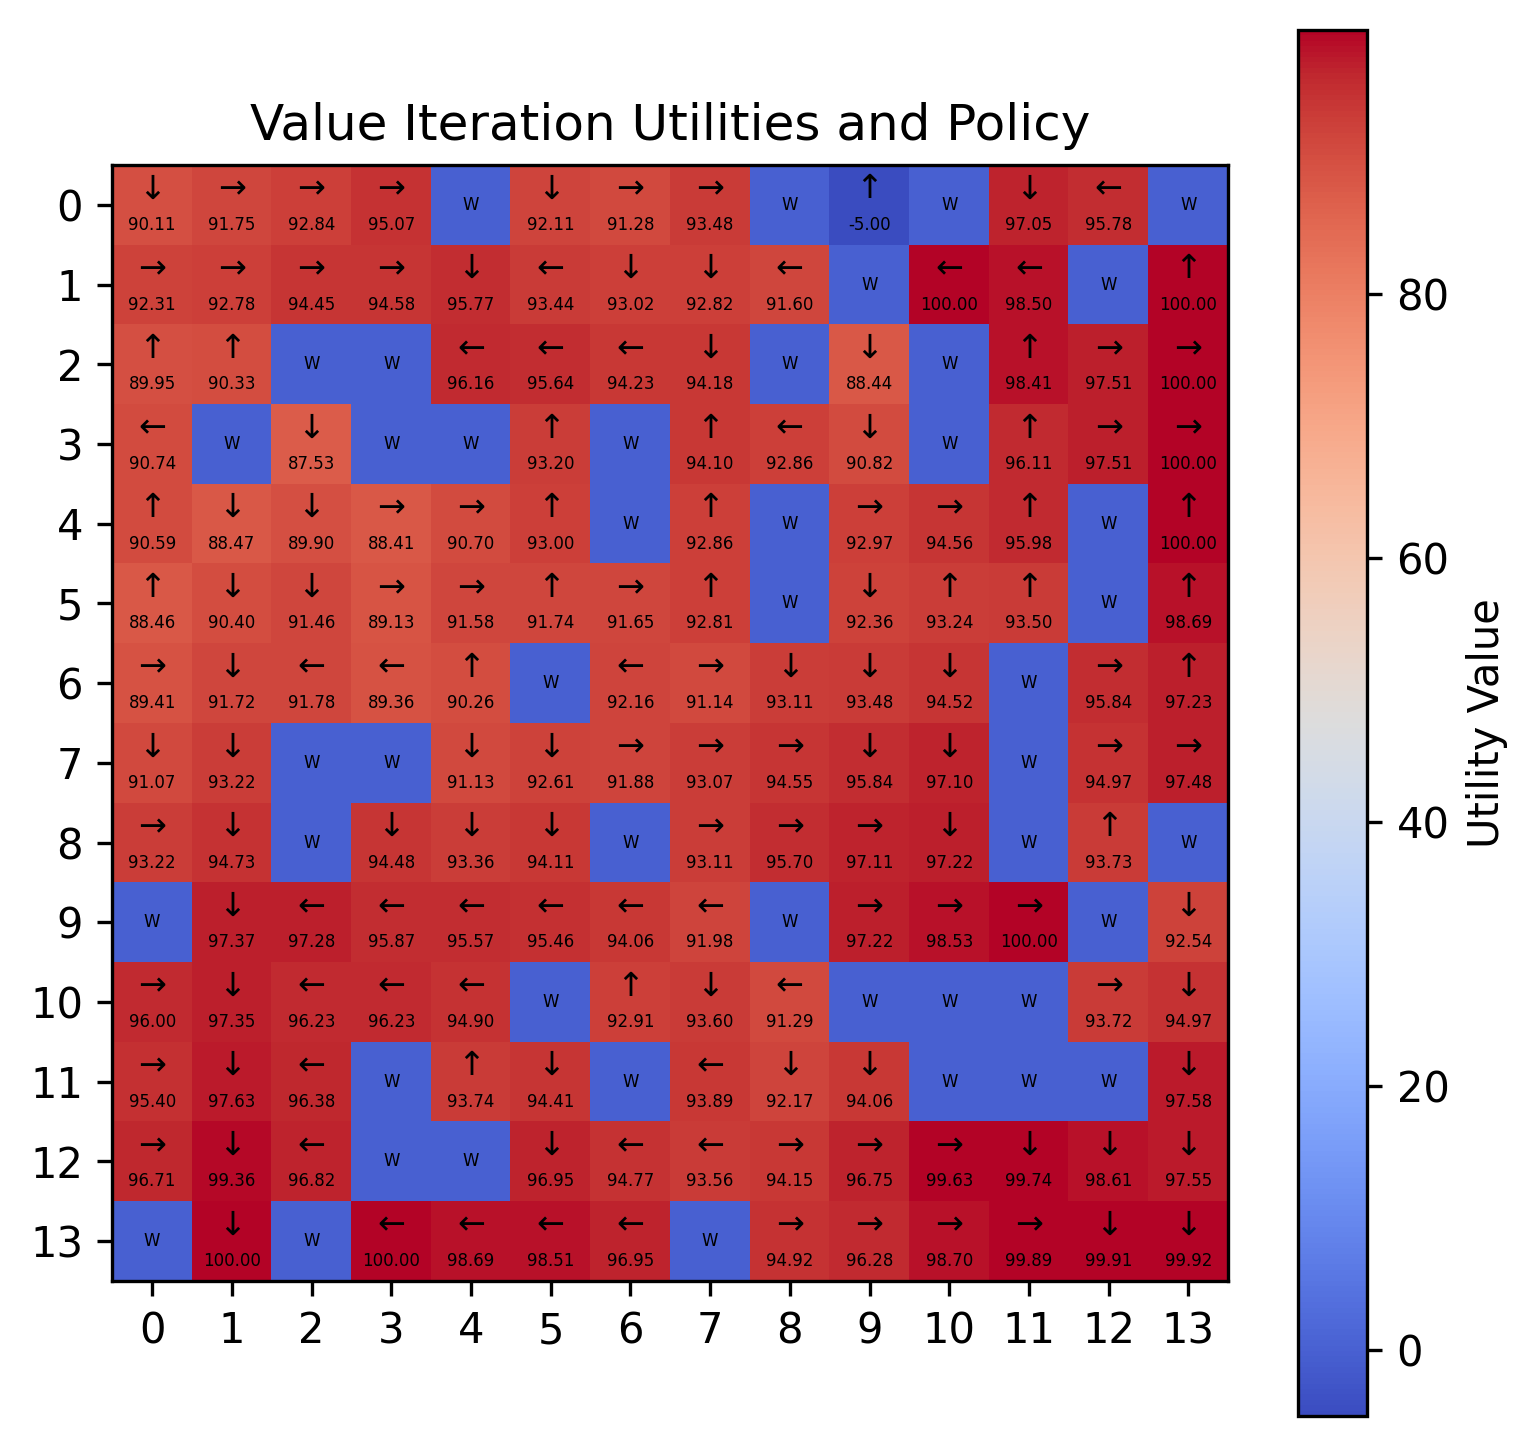 Value Iteration Utilities and Policy
0 ↓ → → → W ↓ → → W ↑ W ↓ ← W
90.11 91.75 92.84 95.07 92.11 91.28 93.48 -5.00 97.05 95.78
1 → → → → ↓ ← ↓ ↓ ← W ← ← W ↑
92.31 92.78 94.45 94.58 95.77 93.44 93.02 92.82 91.60 100.00 98.50 100.00
2 ↑ ↑ W W ← ← ← ↓ W ↓ W ↑ → →
89.95 90.33 96.16 95.64 94.23 94.18 88.44 98.41 97.51 100.00
3 ← W ↓ W W ↑ W ↑ ← ↓ W ↑ → →
90.74 87.53 93.20 94.10 92.86 90.82 96.11 97.51 100.00
4 ↑ ↓ ↓ → → ↑ W ↑ W → → ↑ W ↑
90.59 88.47 89.90 88.41 90.70 93.00 92.86 92.97 94.56 95.98 100.00
5 ↑ ↓ ↓ → → ↑ → ↑ W ↓ ↑ ↑ W ↑
88.46 90.40 91.46 89.13 91.58 91.74 91.65 92.81 92.36 93.24 93.50 98.69
6 → ↓ ← ← ↑ W ← → ↓ ↓ ↓ W → ↑
89.41 91.72 91.78 89.36 90.26 92.16 91.14 93.11 93.48 94.52 95.84 97.23
7 ↓ ↓ W W ↓ ↓ → → → ↓ ↓ W → →
91.07 93.22 91.13 92.61 91.88 93.07 94.55 95.84 97.10 94.97 97.48
8 → ↓ W ↓ ↓ ↓ W → → → ↓ W ↑ W
93.22 94.73 94.48 93.36 94.11 93.11 95.70 97.11 97.22 93.73
9 W ↓ ← ← ← ← ← ← W → → → W ↓
97.37 97.28 95.87 95.57 95.46 94.06 91.98 97.22 98.53 100.00 92.54
10 → ↓ ← ← ← W ↑ ↓ ← W W W → ↓
96.00 97.35 96.23 96.23 94.90 92.91 93.60 91.29 93.72 94.97
11 → ↓ ← W ↑ ↓ W ← ↓ ↓ W W W ↓
95.40 97.63 96.38 93.74 94.41 93.89 92.17 94.06 97.58
12 → ↓ ← W W ↓ ← ← → → → ↓ ↓ ↓
96.71 99.36 96.82 96.95 94.77 93.56 94.15 96.75 99.63 99.74 98.61 97.55
13 W ↓ W ← ← ← ← W → → → → ↓ ↓
100.00 100.00 98.69 98.51 96.95 94.92 96.28 98.70 99.89 99.91 99.92
0 1 2 3 4 5 6 7 8 9 10 11 12 13
80
60
40
20
0
Utility Value